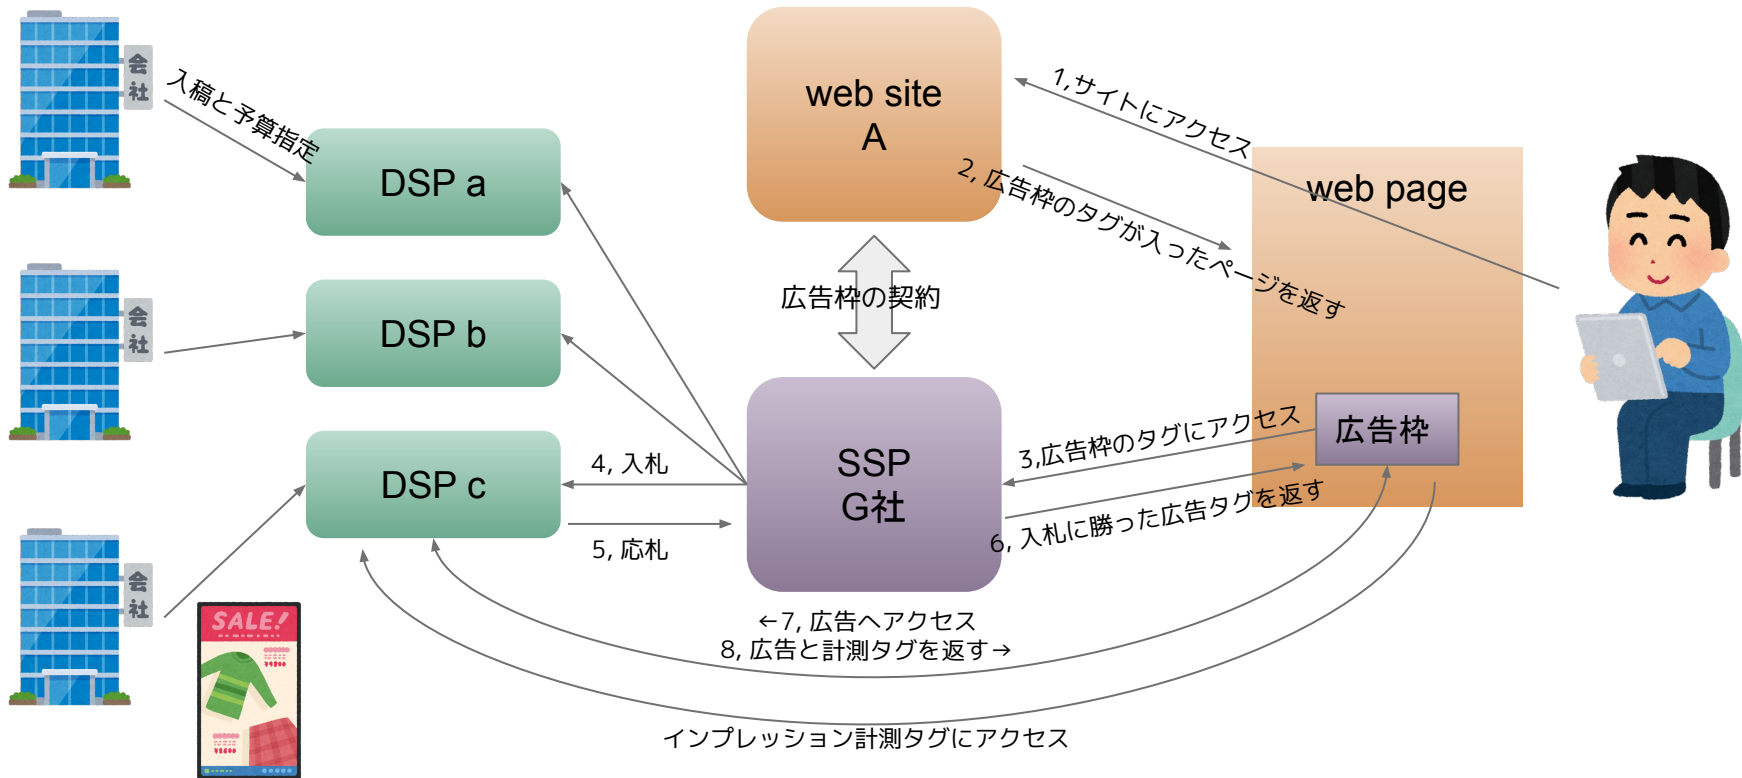 会社
入稿と予算指定
DSP a
web site
A
1,サイトにアクセス
2, 広告枠のタグが入ったページを返す
web page
会社
DSP b
広告枠の契約
会社
DSP c
4, 入札
5, 応札
SSP
G社
3,広告枠のタグにアクセス
広告枠
6, 入札に勝った広告タグを返す
SALE!
←7, 広告へアクセス
8, 広告と計測タグを返す→
インプレッション計測タグにアクセス